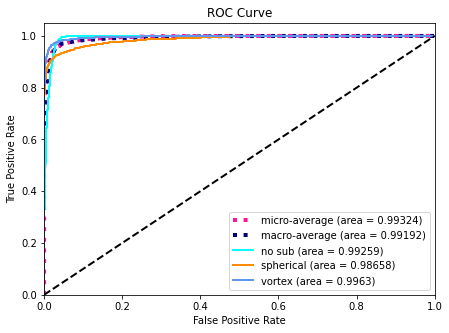 ROC Curve
True Positive Rate
1.0
0.8
0.6
0.4
0.2
0.0
micro-average (area = 0.99324)
macro-average (area = 0.99192)
no sub (area = 0.99259)
spherical (area = 0.98658)
vortex (area = 0.9963)
0.0 0.2 0.4 0.6 0.8 1.0
False Positive Rate